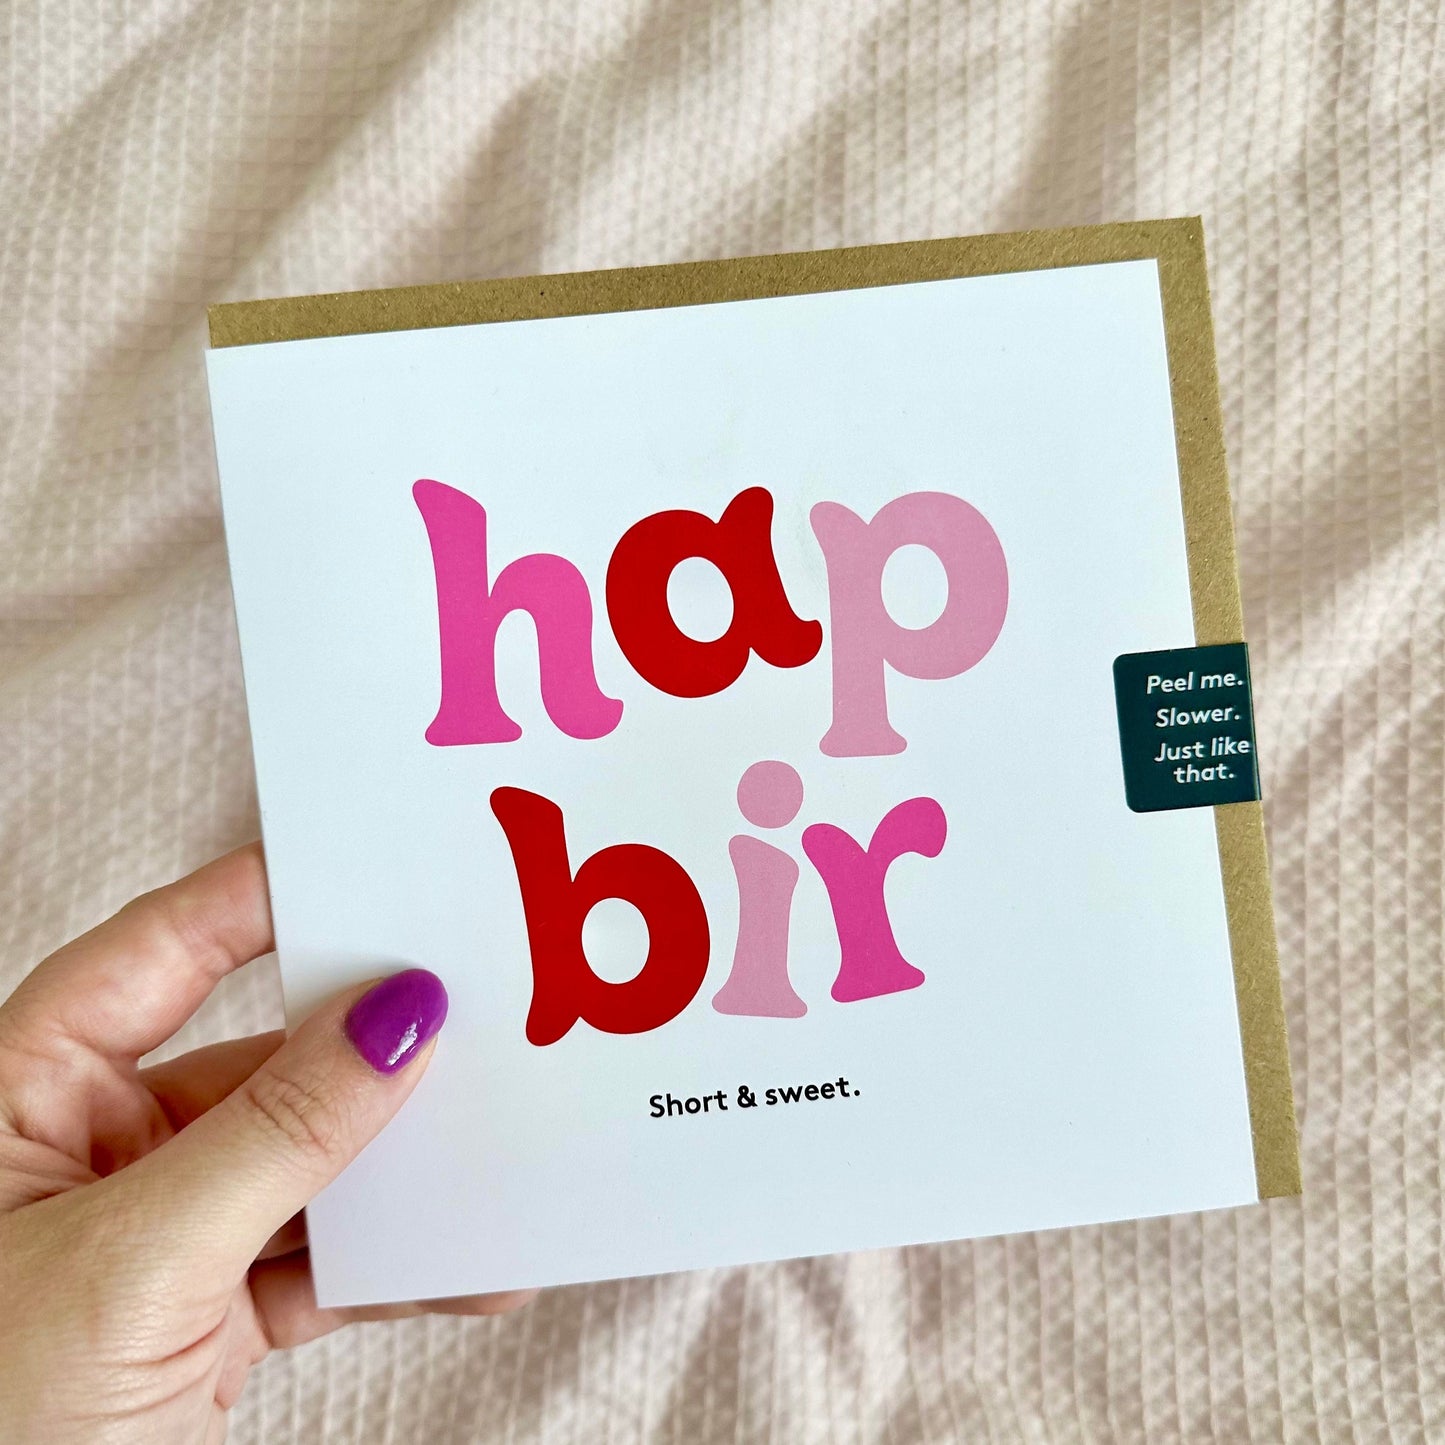 hap
bir
Short & sweet.
Peel me.
Slower.
Just like
that.